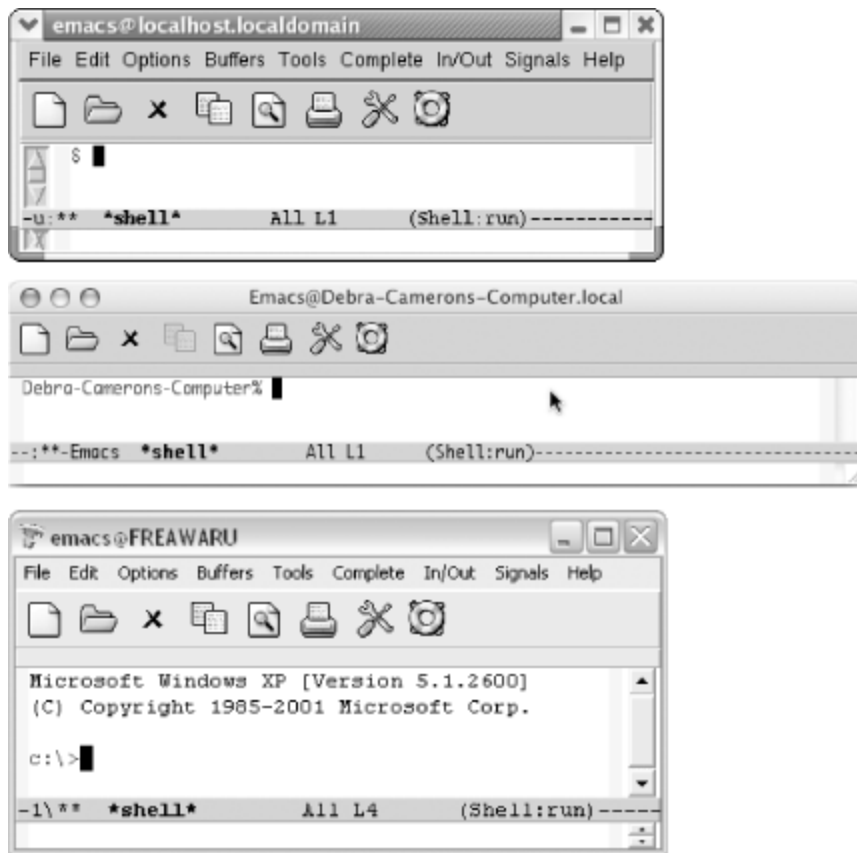 emacs@localhost.localdomain
File Edit Options Buffers Tools Complete In/Out Signals Help
$
-u:** *shell* All L1 (Shell:run)-----------
Emacs@Debra-Camerons-Computer.local
Debra-Camerons-Computer%
--:**-Emacs *shell* All L1 (Shell:run)--------------------------------
emacs@FREAWARU
File Edit Options Buffers Tools Complete In/Out Signals Help
Microsoft Windows XP [Version 5.1.2600]
(C) Copyright 1985-2001 Microsoft Corp.
c:\>
-1\** *shell* All L4 (Shell:run)-----